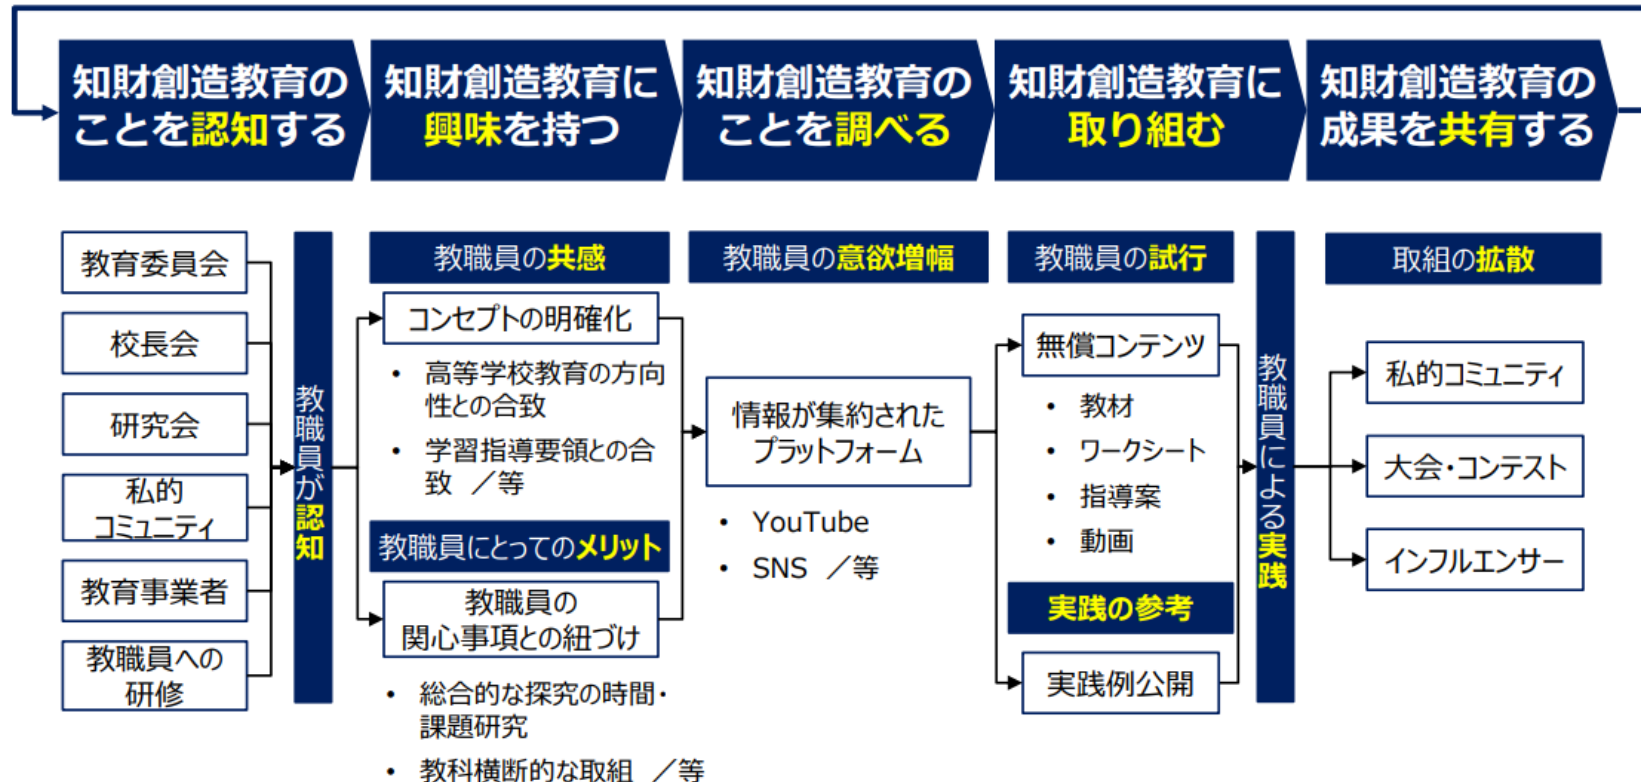 知財創造教育の
ことを認知する
知財創造教育に
興味を持つ
知財創造教育の
ことを調べる
知財創造教育に
取り組む
知財創造教育の
成果を共有する
教育委員会
校長会
研究会
私的
コミュニティ
教育事業者
教職員への
研修
教職員が認知
教職員の共感
コンセプトの明確化
• 高等学校教育の方向
性との合致
• 学習指導要領との合
致 ／等
教職員にとってのメリット
教職員の
関心事項との紐づけ
• 総合的な探究の時間・
課題研究
• 教科横断的な取組 ／等
教職員の意欲増幅
情報が集約された
プラットフォーム
• YouTube
• SNS ／等
教職員の試行
無償コンテンツ
• 教材
• ワークシート
• 指導案
• 動画
実践の参考
実践例公開
教職員による実践
取組の拡散
私的コミュニティ
大会・コンテスト
インフルエンサー